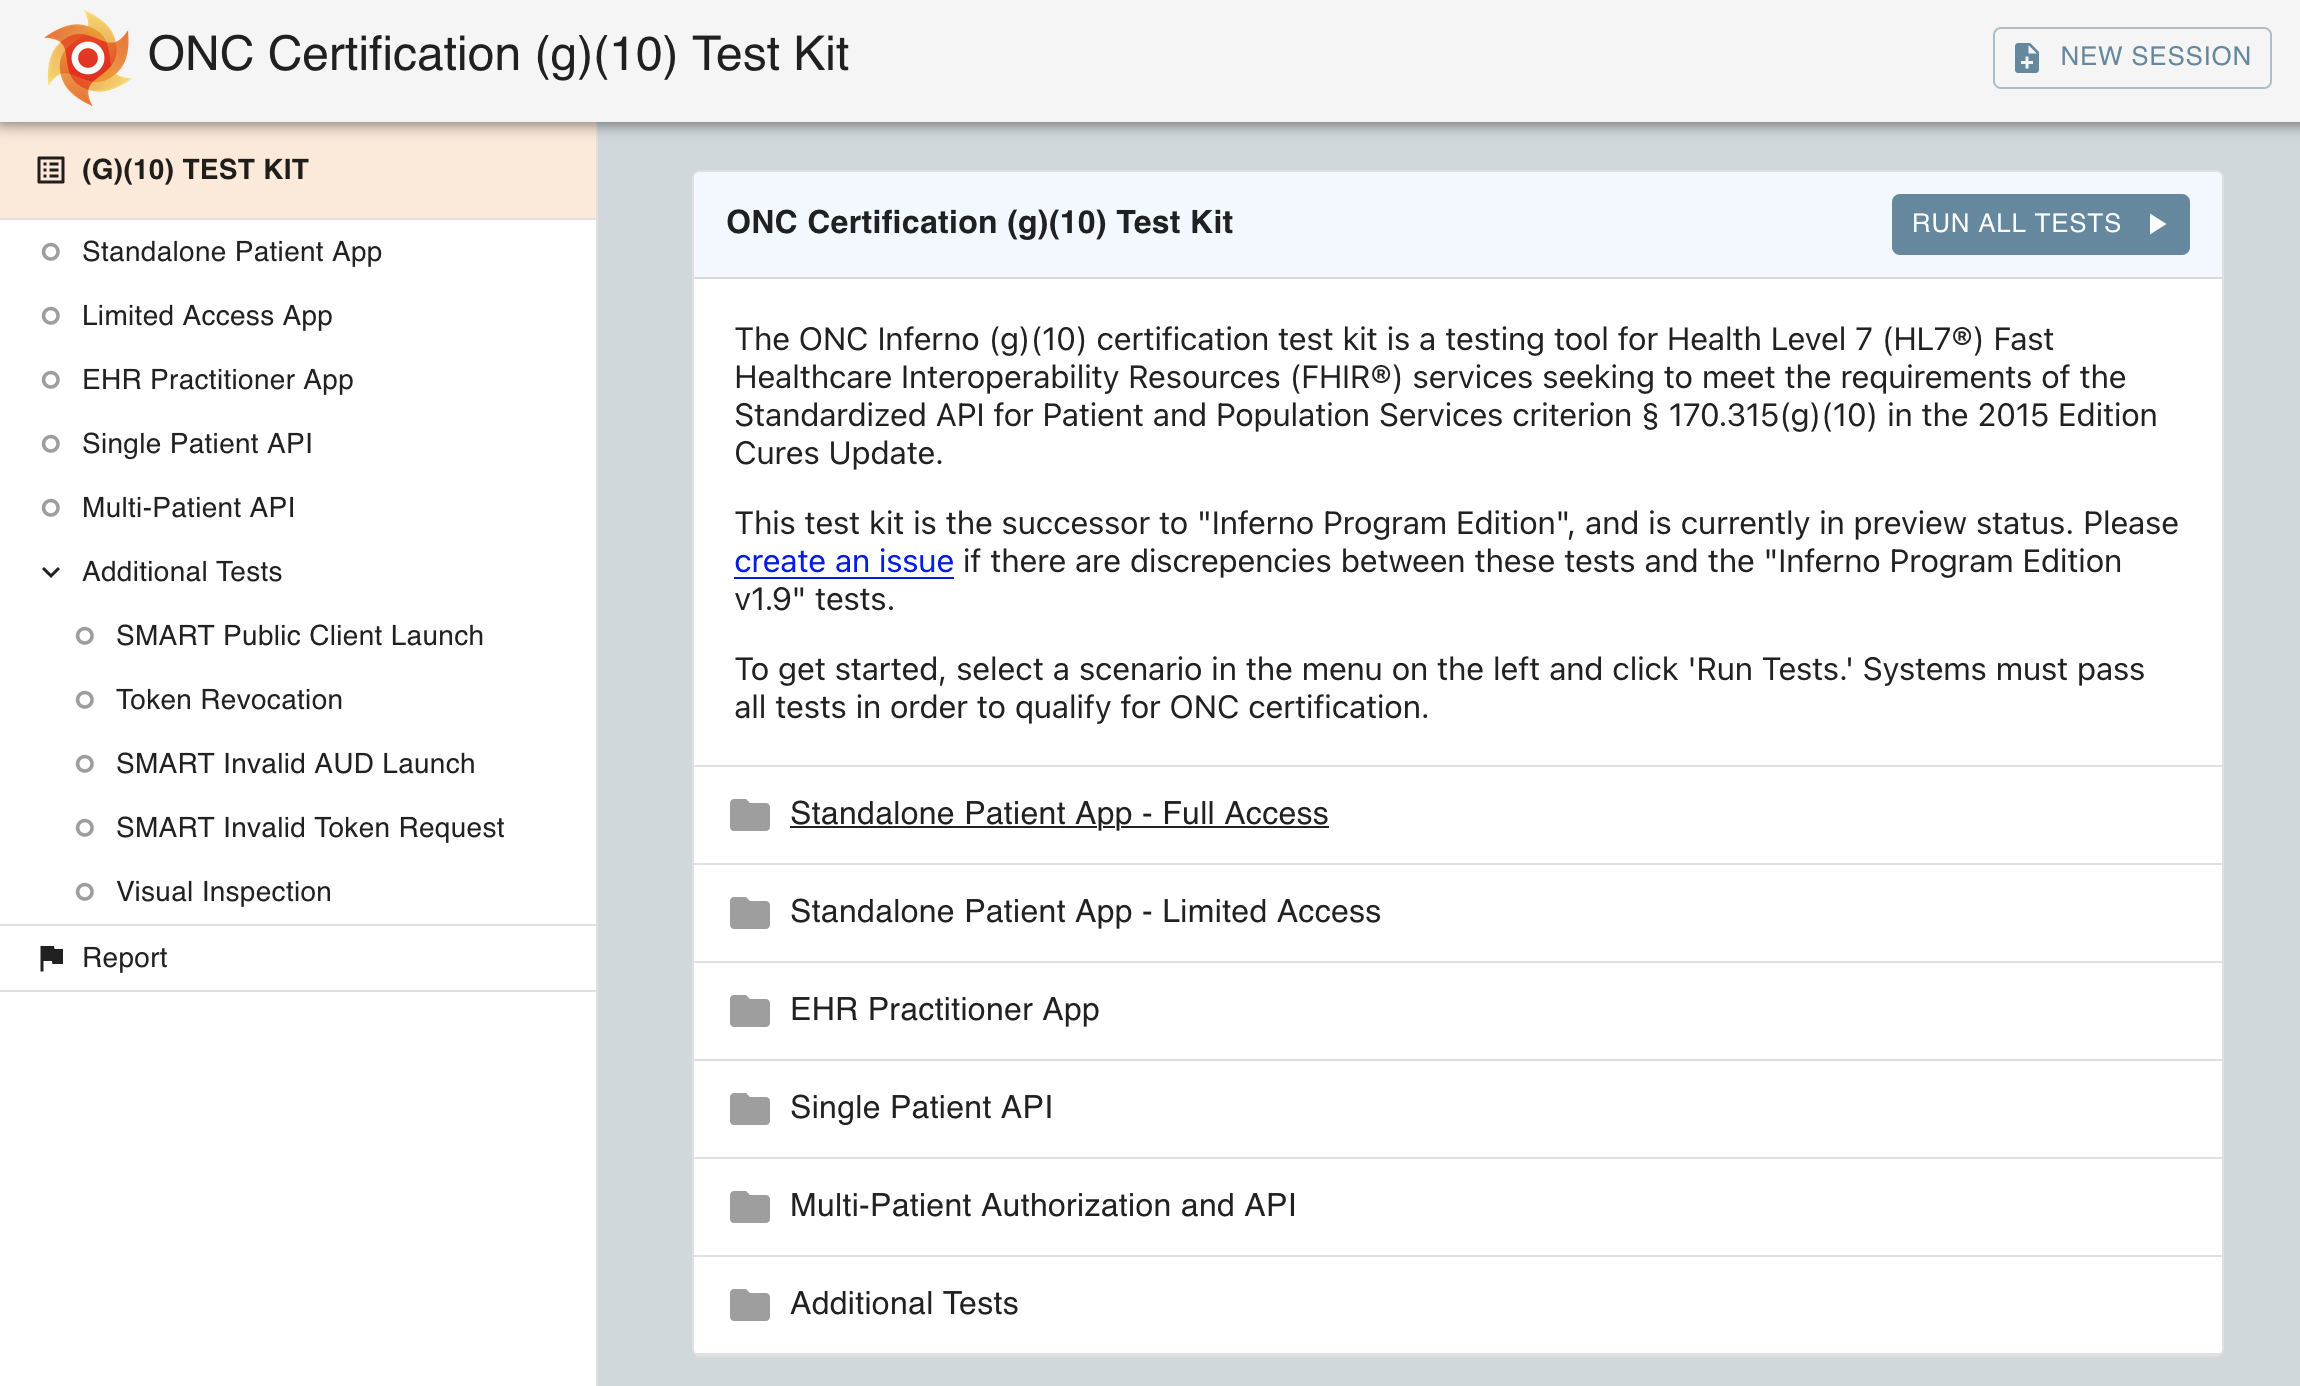 ONC Certification (g)(10) Test Kit
NEW SESSION
(G)(10) TEST KIT
Standalone Patient App
Limited Access App
EHR Practitioner App
Single Patient API
Multi-Patient API
Additional Tests
SMART Public Client Launch
Token Revocation
SMART Invalid AUD Launch
SMART Invalid Token Request
Visual Inspection
Report
ONC Certification (g)(10) Test Kit
RUN ALL TESTS
The ONC Inferno (g)(10) certification test kit is a testing tool for Health Level 7 (HL7®) Fast
Healthcare Interoperability Resources (FHIR®) services seeking to meet the requirements of the
Standardized API for Patient and Population Services criterion § 170.315(g)(10) in the 2015 Edition
Cures Update.
This test kit is the successor to "Inferno Program Edition", and is currently in preview status. Please
create an issue if there are discrepencies between these tests and the "Inferno Program Edition
v1.9" tests.
To get started, select a scenario in the menu on the left and click 'Run Tests.' Systems must pass
all tests in order to qualify for ONC certification.
Standalone Patient App - Full Access
Standalone Patient App - Limited Access
EHR Practitioner App
Single Patient API
Multi-Patient Authorization and API
Additional Tests